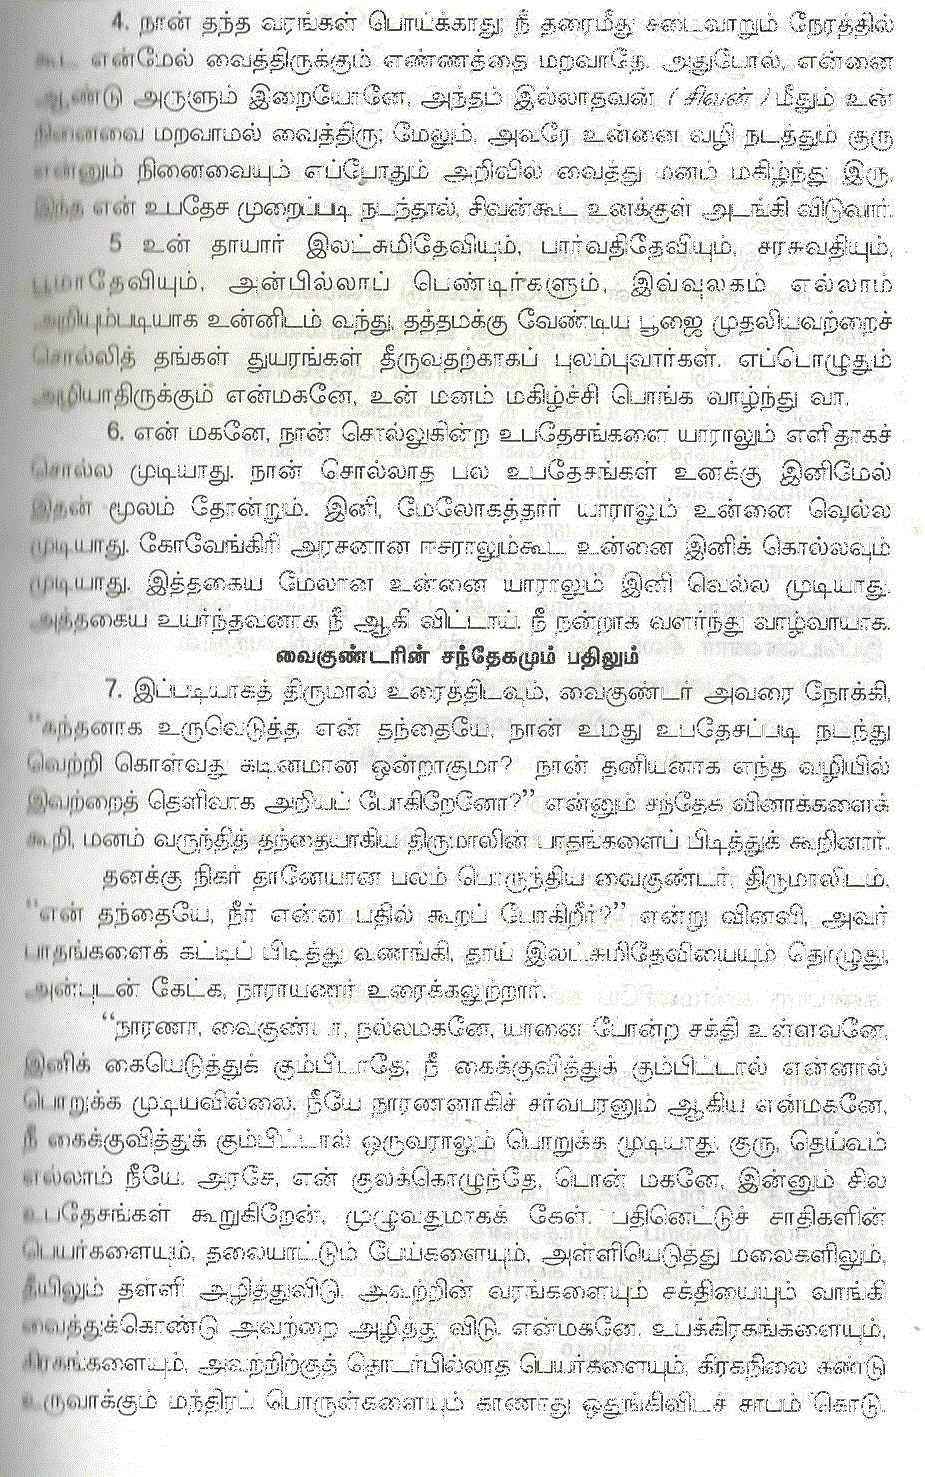 4. நான் தந்த வரங்கள் பொய்க்காது; நீ தரைமீது சடைவாறும் நேரத்தில்
கூட என்மேல் வைத்திருக்கும் எண்ணத்தை மறவாதே. அதுபோல், என்னை
ஆண்டு அருளும் இறையோனே, அந்தம் இல்லாதவன் (சிவன்) மீதும் உன்
நினைவை மறவாமல் வைத்திரு; மேலும், அவரே உன்னை வழி நடத்தும் குரு
என்னும் நினைவையும் எப்போதும் அறிவில் வைத்து மனம் மகிழ்ந்து இரு.
இந்த என் உபதேச முறைப்படி நடந்தால், சிவன்கூட உனக்குள் அடங்கி விடுவார்.
5 உன் தாயார் இலட்சுமிதேவியும், பார்வதிதேவியும், சரசுவதியும்,
பூமாதேவியும், அன்பில்லாப் பெண்டிர்களும், இவ்வுலகம் எல்லாம்
அறியும்படியாக உன்னிடம் வந்து, தத்தமக்கு வேண்டிய பூஜை முதலியவற்றைச்
சொல்லித் தங்கள் துயரங்கள் தீருவதற்காகப் புலம்புவார்கள். எப்பொழுதும்
அழியாதிருக்கும் என்மகனே, உன் மனம் மகிழ்ச்சி பொங்க வாழ்ந்து வா.
6. என் மகனே, நான் சொல்லுகின்ற உபதேசங்களை யாராலும் எளிதாகச்
சொல்ல முடியாது. நான் சொல்லாத பல உபதேசங்கள் உனக்கு இனிமேல்
இதன் மூலம் தோன்றும். இனி, மேலோகத்தார் யாராலும் உன்னை வெல்ல
முடியாது. கோவேங்கிரி அரசனான ஈசராலும்கூட உன்னை இனிக் கொல்லவும்
முடியாது. இத்தகைய மேலான உன்னை யாராலும் இனி வெல்ல முடியாது.
அத்தகைய உயர்ந்தவனாக நீ ஆகி விட்டாய். நீ நன்றாக வளர்ந்து வாழ்வாயாக.
வைகுண்டரின் சந்தேகமும் பதிலும்
7. இப்படியாகத் திருமால் உரைத்திடவும், வைகுண்டர் அவரை நோக்கி,
“கந்தனாக உருவெடுத்த என் தந்தையே, நான் உமது உபதேசப்படி நடந்து
வெற்றி கொள்வது கடினமான ஒன்றாகுமா? நான் தனியனாக எந்த வழியில்
இவற்றைத் தெளிவாக அறியப் போகிறேனோ?” என்னும் சந்தேக வினாக்களைக்
கூறி, மனம் வருந்தித் தந்தையாகிய திருமாலின் பாதங்களைப் பிடித்துக் கூறினார்.
தனக்கு நிகர் தானேயான பலம் பொருந்திய வைகுண்டர், திருமாலிடம்,
“என் தந்தையே, நீர் என்ன பதில் கூறப் போகிறீர்?” என்று வினவி, அவர்
பாதங்களைக் கட்டிப் பிடித்து வணங்கி, தாய் இலட்சுமிதேவியையும் தொழுது,
அன்புடன் கேட்க, நாராயணர் உரைக்கலுற்றார்.
“நாரணா, வைகுண்டா, நல்லமகனே, யானை போன்ற சக்தி உள்ளவனே,
இனிக் கையெடுத்துக் கும்பிடாதே; நீ கைக்குவித்துக் கும்பிட்டால் என்னால்
பொறுக்க முடியவில்லை. நீயே நாரணனாகிச் சர்வபரனும் ஆகிய என்மகனே,
நீ கைக்குவித்துக் கும்பிட்டால் ஒருவராலும் பொறுக்க முடியாது. குரு, தெய்வம்
எல்லாம் நீயே. அரசே, என் குலக்கொழுந்தே, பொன் மகனே, இன்னும் சில
உபதேசங்கள் கூறுகிறேன், முழுவதுமாகக் கேள். பதினெட்டுச் சாதிகளின்
பெயர்களையும், தலையாட்டும் பேய்களையும், அள்ளியெடுத்து மலைகளிலும்,
தீயிலும் தள்ளி அழித்துவிடு. அவற்றின் வரங்களையும் சக்தியையும் வாங்கி
வைத்துக்கொண்டு அவற்றை அழித்து விடு. என்மகனே, உபக்கிரகங்களையும்,
கிரகங்களையும், அவற்றிற்குத் தொடர்பில்லாத பெயர்களையும், கிரகநிலை கண்டு
உருவாக்கும் மந்திரப் பொருள்களையும் காணாது ஒதுங்கிவிடச் சாபம் கொடு.